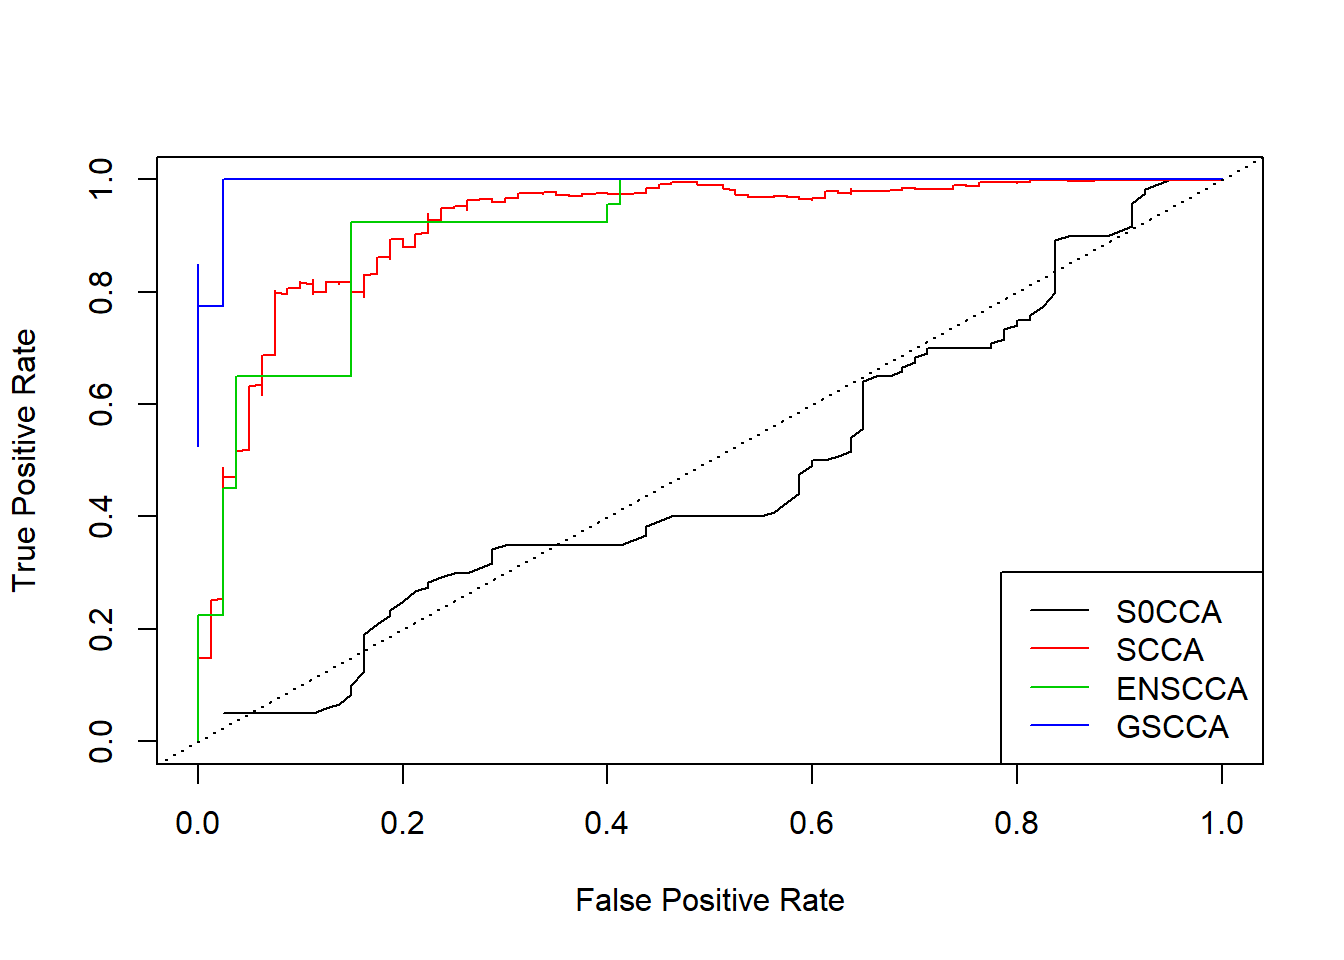 True Positive Rate
1.0
0.8
0.6
0.4
0.2
0.0
S0CCA
SCCA
ENSCCA
GSCCA
0.0 0.2 0.4 0.6 0.8 1.0
False Positive Rate